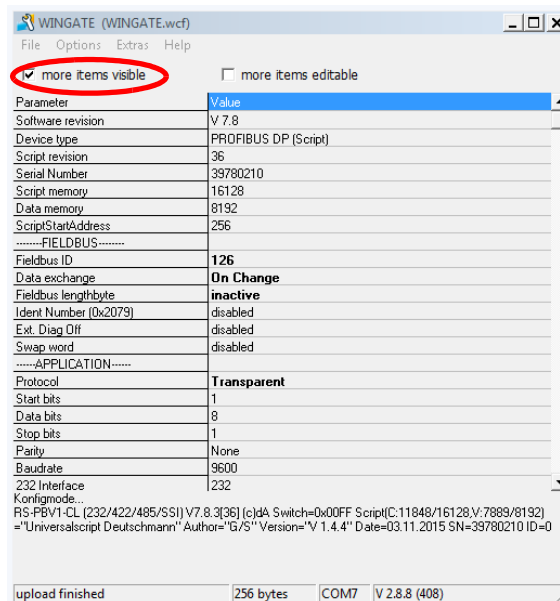 WINGATE (WINGATE.wcf)
File Options Extras Help
more items visible more items editable
Parameter Value
Software revision V 7.8
Device type PROFIBUS DP (Script)
Script revision 36
Serial Number 39780210
Script memory 16128
Data memory 8192
ScriptStartAddress 256
--------FIELDBUS--------
Fieldbus ID 126
Data exchange On Change
Fieldbus lengthbyte inactive
Ident Number (0x2079) disabled
Ext. Diag Off disabled
Swap word disabled
------APPLICATION------
Protocol Transparent
Start bits 1
Data bits 8
Stop bits 1
Parity None
Baudrate 9600
232 Interface 232
Konfigmode...
RS-PBV1-CL (232/422/485/SSI) V7.8.3[36] (c)dA Switch=0x00FF Script(C:11848/16128,V:7889/8192)
="Universalscript Deutschmann" Author="G/S" Version="V 1.4.4" Date=03.11.2015 SN=39780210 ID=0
upload finished 256 bytes COM7 V 2.8.8 (408)